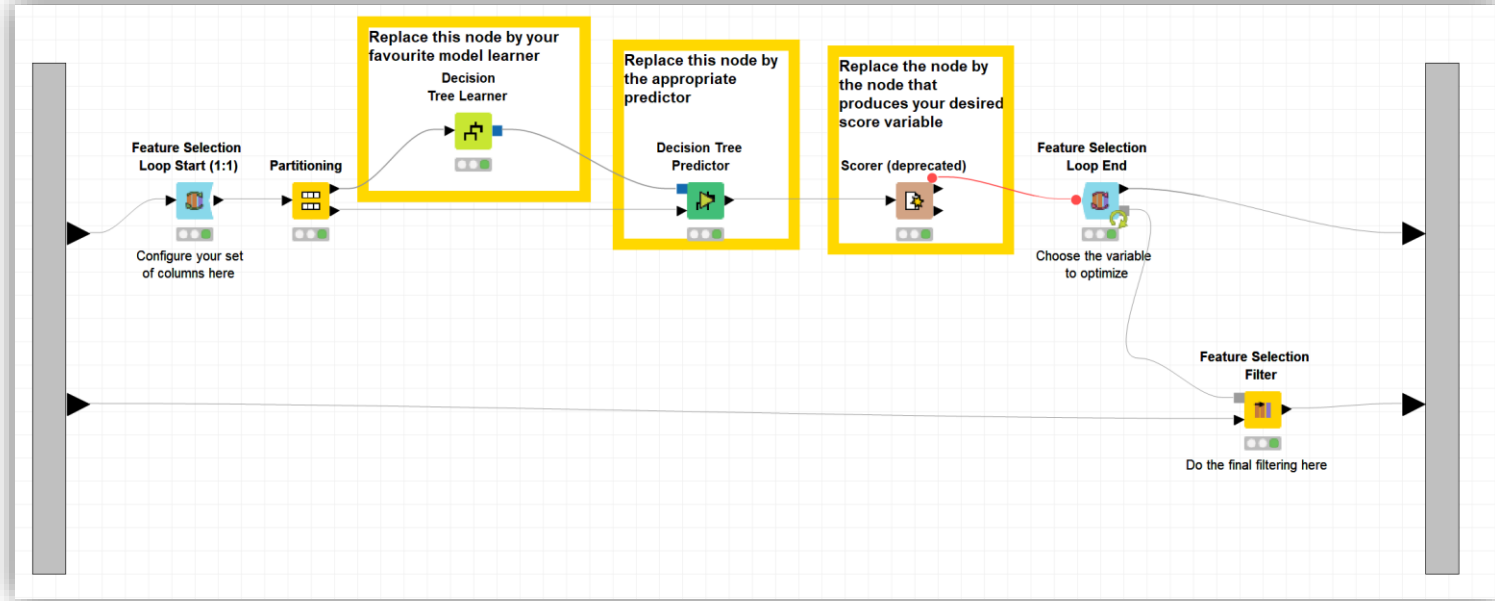 Replace this node by your
favourite model learner
Decision
Tree Learner
Replace this node by
the appropriate
predictor
Decision Tree
Predictor
Replace the node by
the node that
produces your desired
score variable
Scorer (deprecated)
Feature Selection
Loop Start (1:1)
Configure your set
of columns here
Partitioning
Feature Selection
Loop End
Choose the variable
to optimize
Feature Selection
Filter
Do the final filtering here